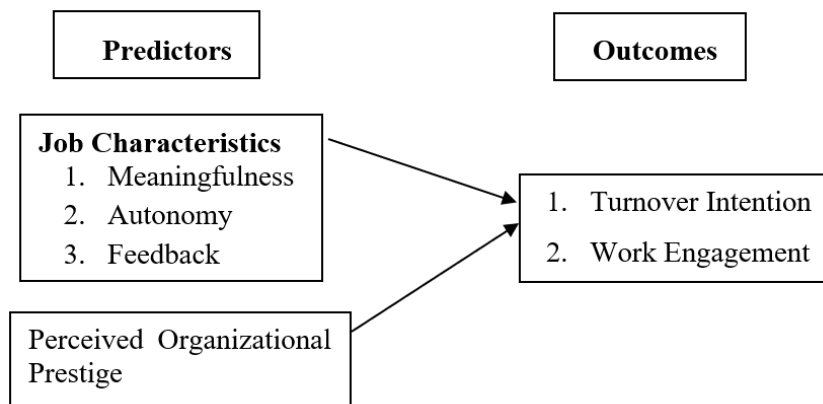 Predictors
Outcomes
Job Characteristics
1. Meaningfulness
2. Autonomy
3. Feedback
1. Turnover Intention
2. Work Engagement
Perceived Organizational
Prestige